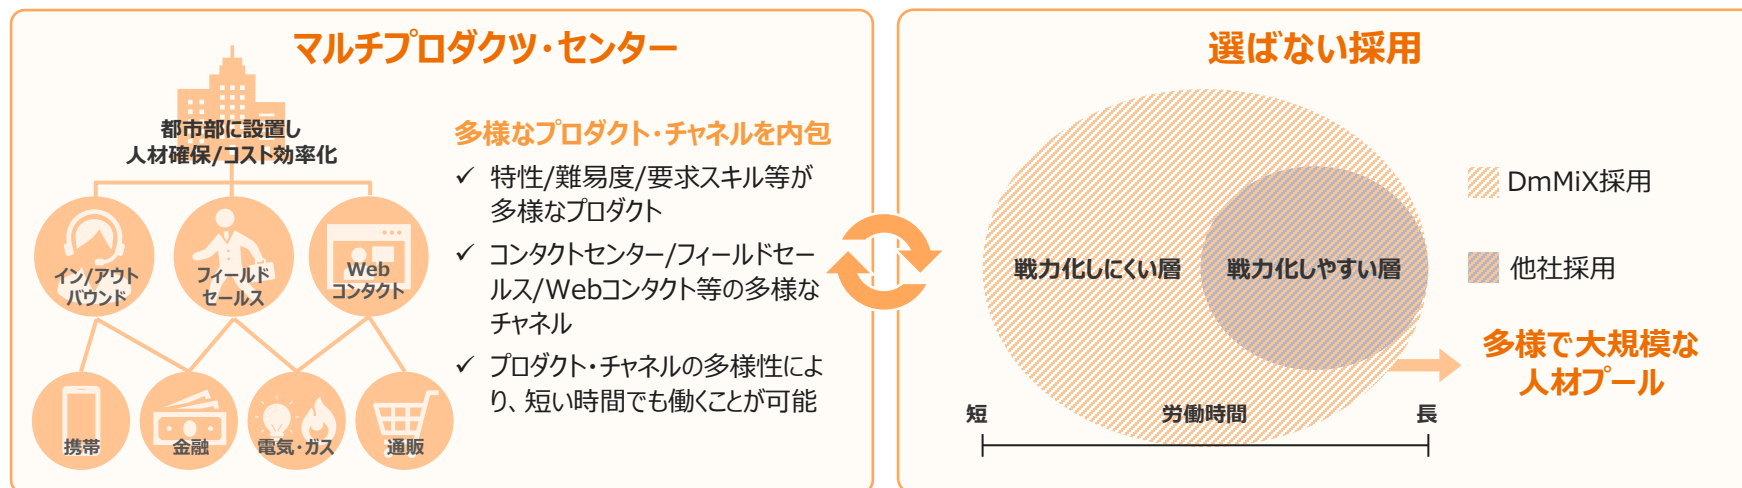 マルチプロダクツ・センター
都市部に設置し
人材確保/コスト効率化
イン/アウト
バウンド
フィールド
セールス
Web
コンタクト
携帯
金融
電気・ガス
通販
多様なプロダクト・チャネルを内包
✓ 特性/難易度/要求スキル等が
多様なプロダクト
✓ コンタクトセンター/フィールドセー
ルス/Webコンタクト等の多様な
チャネル
✓ プロダクト・チャネルの多様性によ
り、短い時間でも働くことが可能
選ばない採用
戦力化しにくい層
戦力化しやすい層
DmMiX採用
他社採用
多様で大規模な
人材プール
短
労働時間
長